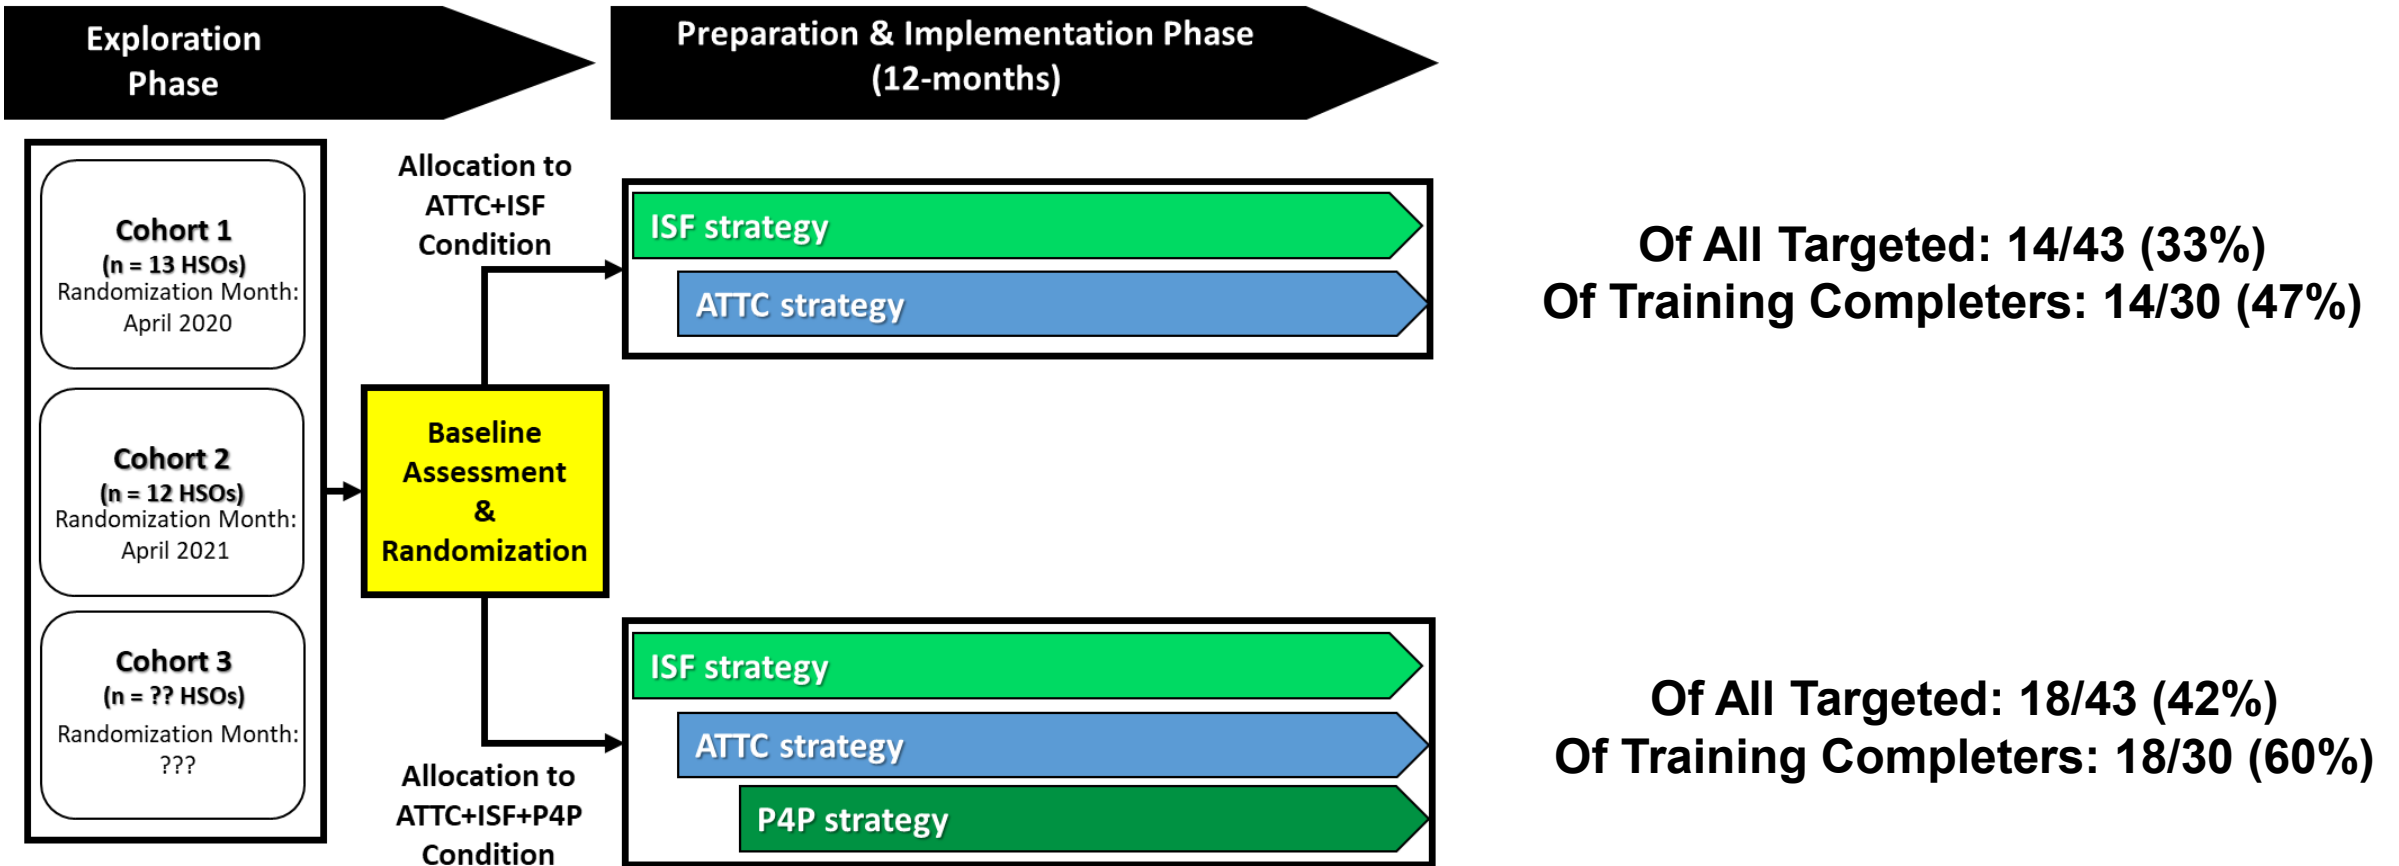 Exploration
Phase
Preparation & Implementation Phase
(12-months)
Cohort 1
(n = 13 HSOs)
Randomization Month:
April 2020
Cohort 2
(n = 12 HSOs)
Randomization Month:
April 2021
Cohort 3
(n = ?? HSOs)
Randomization Month:
???
Baseline
Assessment
&
Randomization
Allocation to
ATTC+ISF
Condition
ISF strategy
ATTC strategy
Of All Targeted: 14/43 (33%)
Of Training Completers: 14/30 (47%)
Allocation to
ATTC+ISF+P4P
Condition
ISF strategy
ATTC strategy
P4P strategy
Of All Targeted: 18/43 (42%)
Of Training Completers: 18/30 (60%)